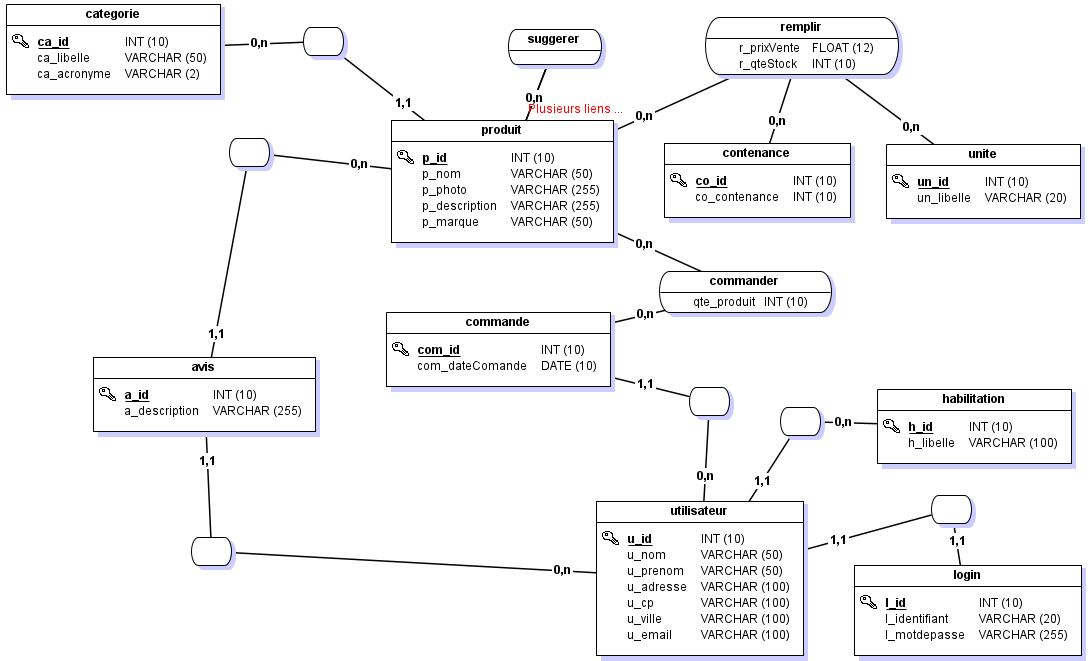 categorie
ca_id INT (10)
ca_libelle VARCHAR (50)
ca_acronyme VARCHAR (2)
0,n
1,1
suggerer
0,n
Plusieurs liens ...
remplir
r_prixVente FLOAT (12)
r_qteStock INT (10)
0,n
0,n
0,n
produit
p_id INT (10)
p_nom VARCHAR (50)
p_photo VARCHAR (255)
p_description VARCHAR (255)
p_marque VARCHAR (50)
contenance
co_id INT (10)
co_contenance INT (10)
unite
un_id INT (10)
un_libelle VARCHAR (20)
0,n
1,1
0,n
commander
qte_produit INT (10)
0,n
commande
com_id INT (10)
com_dateComande DATE (10)
avis
a_id INT (10)
a_description VARCHAR (255)
1,1
0,n
1,1
0,n
habilitation
h_id INT (10)
h_libelle VARCHAR (100)
0,n
1,1
utilisateur
u_id INT (10)
u_nom VARCHAR (50)
u_prenom VARCHAR (50)
u_adresse VARCHAR (100)
u_cp VARCHAR (100)
u_ville VARCHAR (100)
u_email VARCHAR (100)
1,1
1,1
login
l_id INT (10)
l_identifiant VARCHAR (20)
l_motdepasse VARCHAR (255)